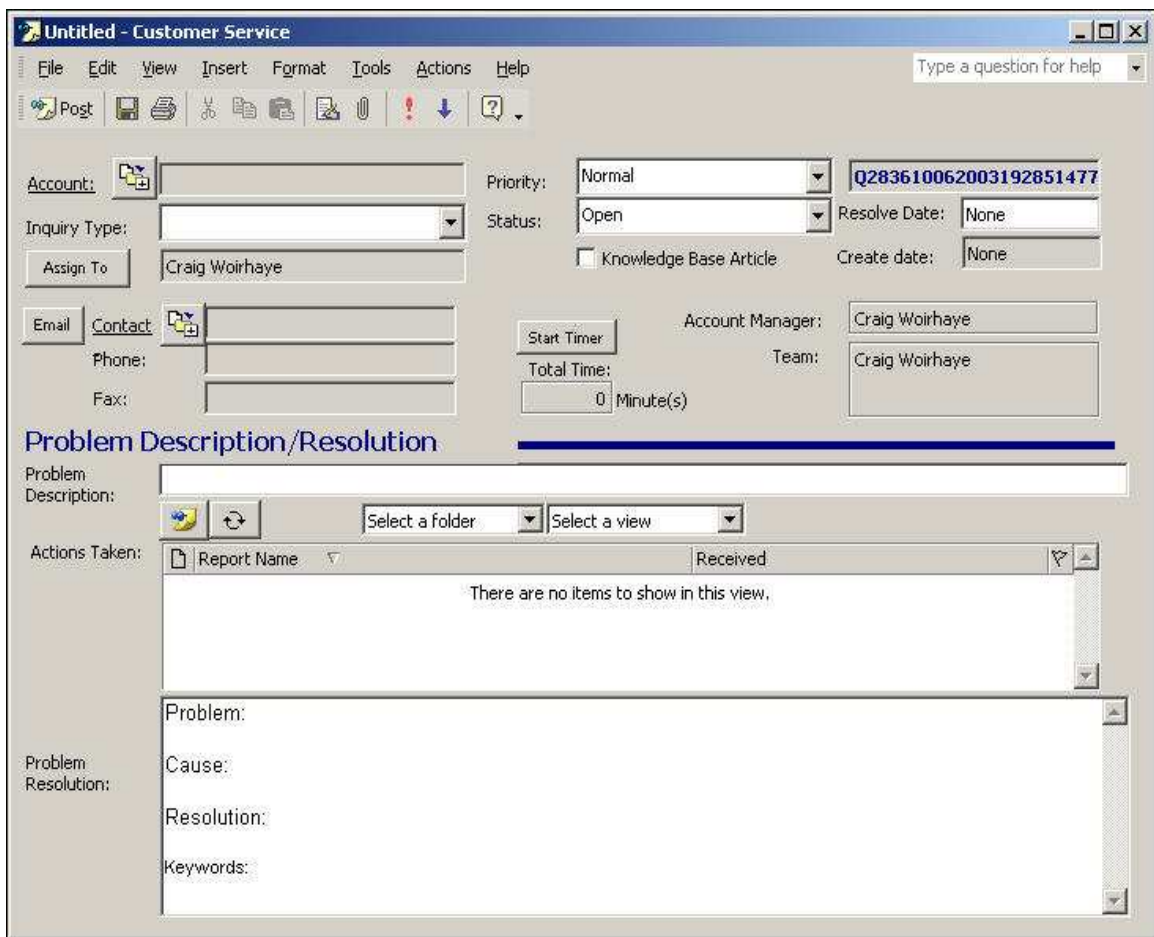 Untitled - Customer Service
File Edit View Insert Format Tools Actions Help Type a question for help
Post
Account: Priority: Normal Q283610062003192851477
Inquiry Type: Status: Open Resolve Date: None
Assign To Craig Woirhaye Knowledge Base Article Create date: None
Email Contact Start Timer Account Manager: Craig Woirhaye
Phone: Total Time: Team: Craig Woirhaye
Fax: 0 Minute(s)
Problem Description/Resolution
Problem
Description:
Select a folder Select a view
Actions Taken: Report Name Received
There are no items to show in this view.
Problem:
Problem
Resolution:
Cause:
Resolution:
Keywords: